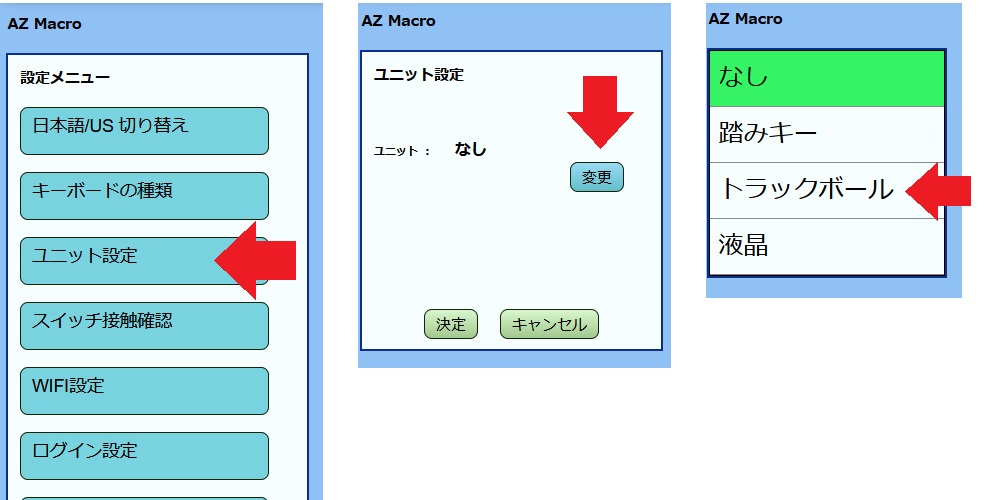 AZ Macro
設定メニュー
日本語/US 切り替え
キーボードの種類
ユニット設定
スイッチ接触確認
WIFI設定
ログイン設定
AZ Macro
ユニット設定
ユニット : なし
変更
決定 キャンセル
AZ Macro
なし
踏みキー
トラックボール
液晶